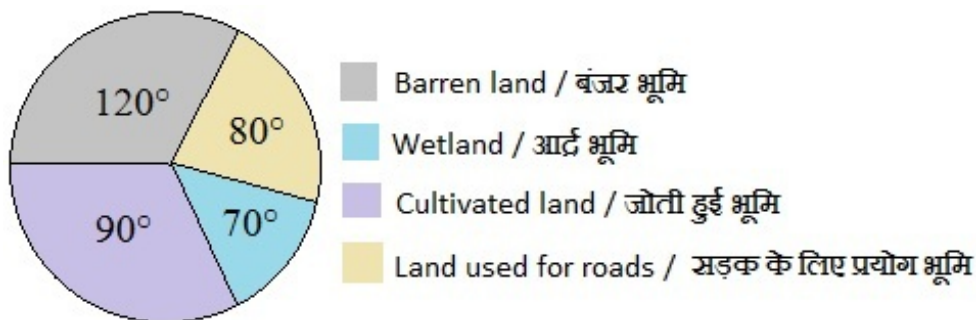 120°
80°
90°
70°
Barren land / बंजर भूमि
Wetland / आर्द्र भूमि
Cultivated land / जोती हुई भूमि
Land used for roads / सड़क के लिए प्रयोग भूमि